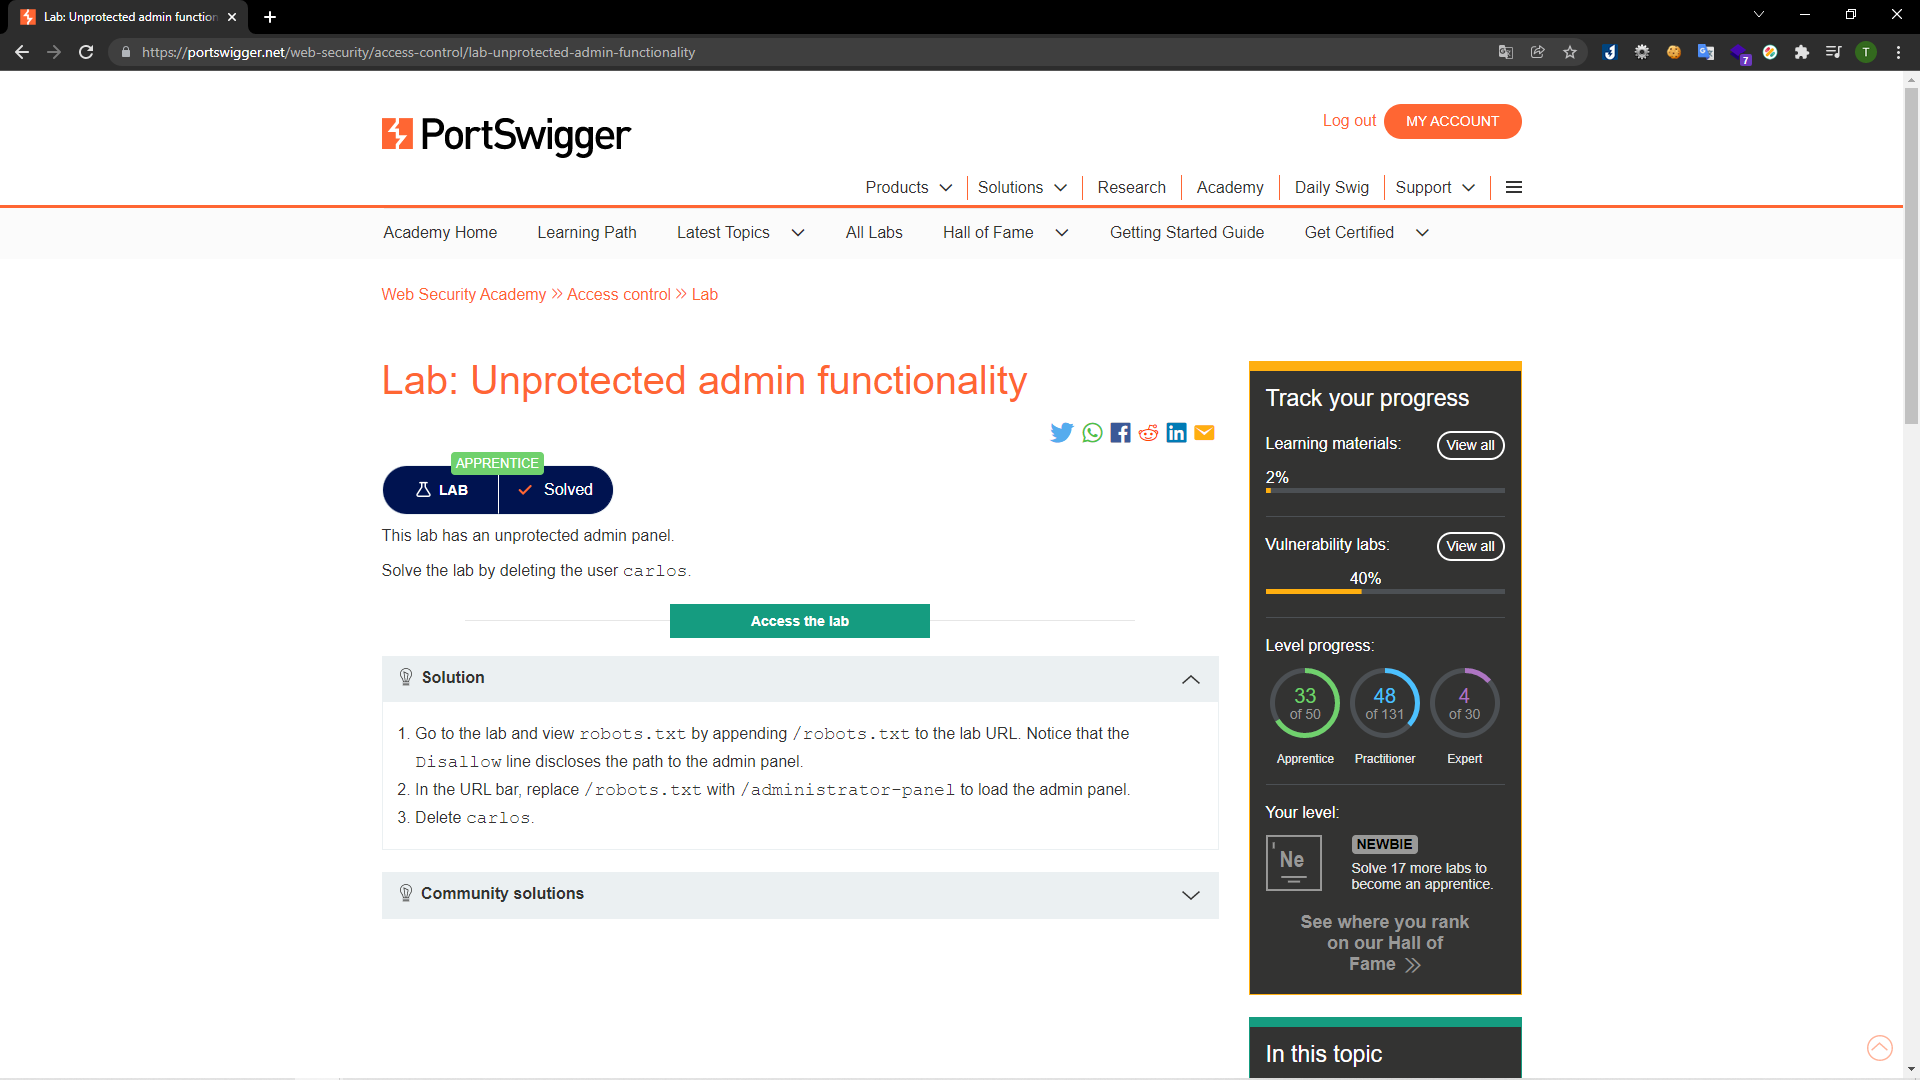 Lab: Unprotected admin function
https://portswigger.net/web-security/access-control/lab-unprotected-admin-functionality
7
T
PortSwigger
Log out
MY ACCOUNT
Products
Solutions
Research
Academy
Daily Swig
Support
Academy Home
Learning Path
Latest Topics
All Labs
Hall of Fame
Getting Started Guide
Get Certified
Web Security Academy » Access control » Lab
Lab: Unprotected admin functionality
APPRENTICE
LAB
Solved
This lab has an unprotected admin panel.
Solve the lab by deleting the user carlos.
Access the lab
Solution
1. Go to the lab and view robots.txt by appending /robots.txt to the lab URL. Notice that the
Disallow line discloses the path to the admin panel.
2. In the URL bar, replace /robots.txt with /administrator-panel to load the admin panel.
3. Delete carlos.
Community solutions
Track your progress
Learning materials:
View all
2%
Vulnerability labs:
View all
40%
Level progress:
33
of 50
Apprentice
48
of 131
Practitioner
4
of 30
Expert
Your level:
Ne
NEWBIE
Solve 17 more labs to
become an apprentice.
See where you rank
on our Hall of
Fame »
In this topic